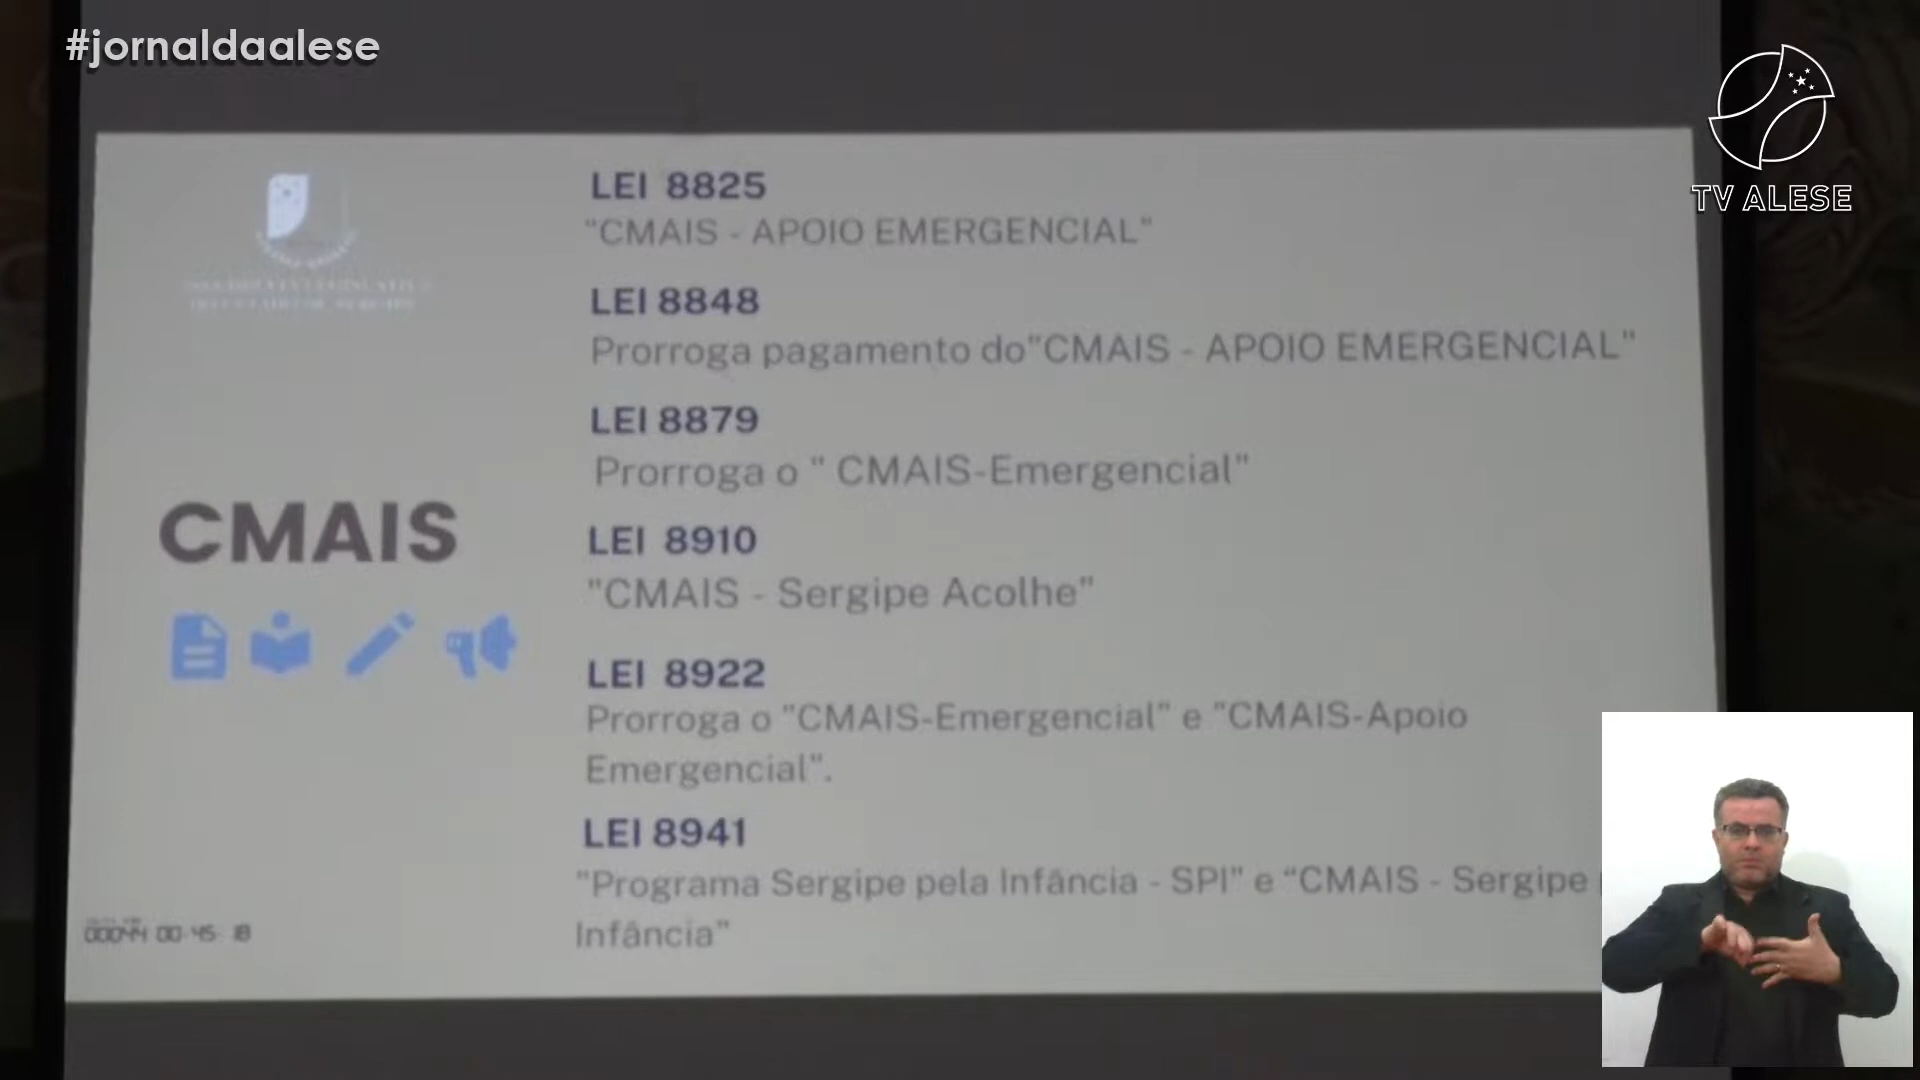 #jornaldaalese
TV ALESE
LEI 8825
"CMAIS - APOIO EMERGENCIAL"
LEI 8848
Prorroga pagamento do"CMAIS - APOIO EMERGENCIAL"
LEI 8879
Prorroga o " CMAIS-Emergencial"
CMAIS
LEI 8910
"CMAIS - Sergipe Acolhe"
LEI 8922
Prorroga o "CMAIS-Emergencial" e "CMAIS-Apoio
Emergencial".
LEI 8941
"Programa Sergipe pela Infância - SPI" e “CMAIS - Sergipe
Infância"